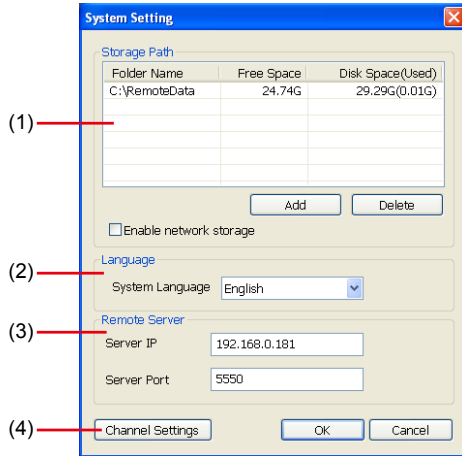 System Setting
Storage Path
Folder Name Free Space Disk Space(Used)
C:\RemoteData 24.74G 29.29G(0.01G)
(1)
Add Delete
Enable network storage
Language
(2)
System Language English
Remote Server
(3)
Server IP 192.168.0.181
Server Port 5550
(4) Channel Settings OK Cancel